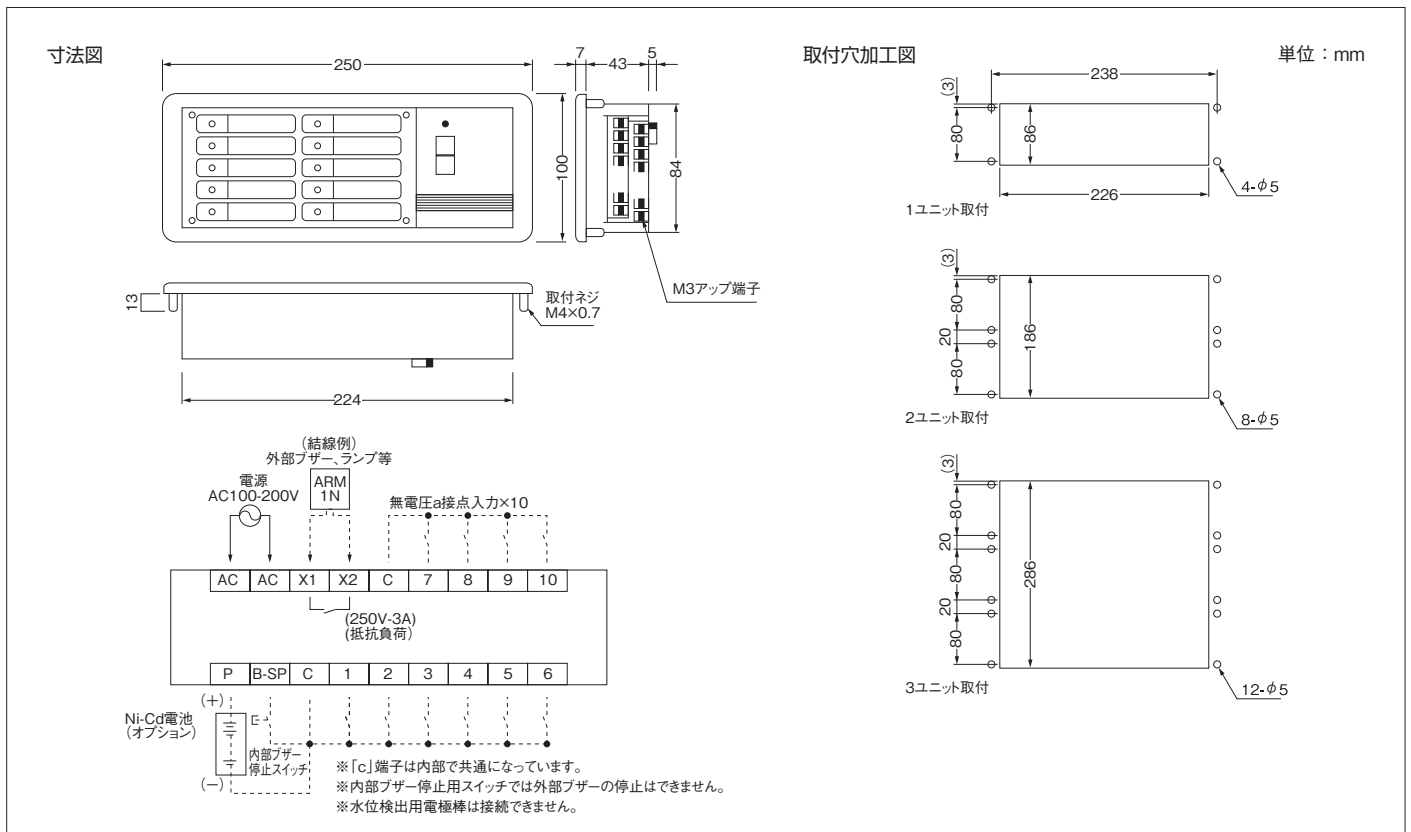 寸法図
250
7
43
5
100
84
M3アップ端子
13
取付ネジ
M4×0.7
224
取付穴加工図
単位：mm
238
(3)
80
86
226
4-φ5
1ユニット取付
(3)
80
20
80
186
8-φ5
2ユニット取付
(3)
80
20
80
20
80
286
12-φ5
3ユニット取付
(結線例)
外部ブザー、ランプ等
電源
AC100-200V
ARM
1N
無電圧a接点入力×10
AC AC X1 X2 C 7 8 9 10
(250V-3A)
(抵抗負荷)
P B-SP C 1 2 3 4 5 6
(+)
Ni-Cd電池
(オプション)
内部ブザー
停止スイッチ
(−)
※「c」端子は内部で共通になっています。
※内部ブザー停止用スイッチでは外部ブザーの停止はできません。
※水位検出用電極棒は接続できません。